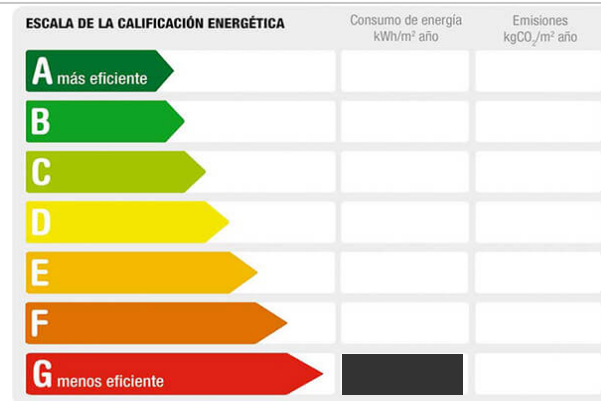 ESCALA DE LA CALIFICACIÓN ENERGÉTICA
Consumo de energía
kWh/m² año
Emisiones
kgCO₂/m² año
A más eficiente
B
C
D
E
F
G menos eficiente